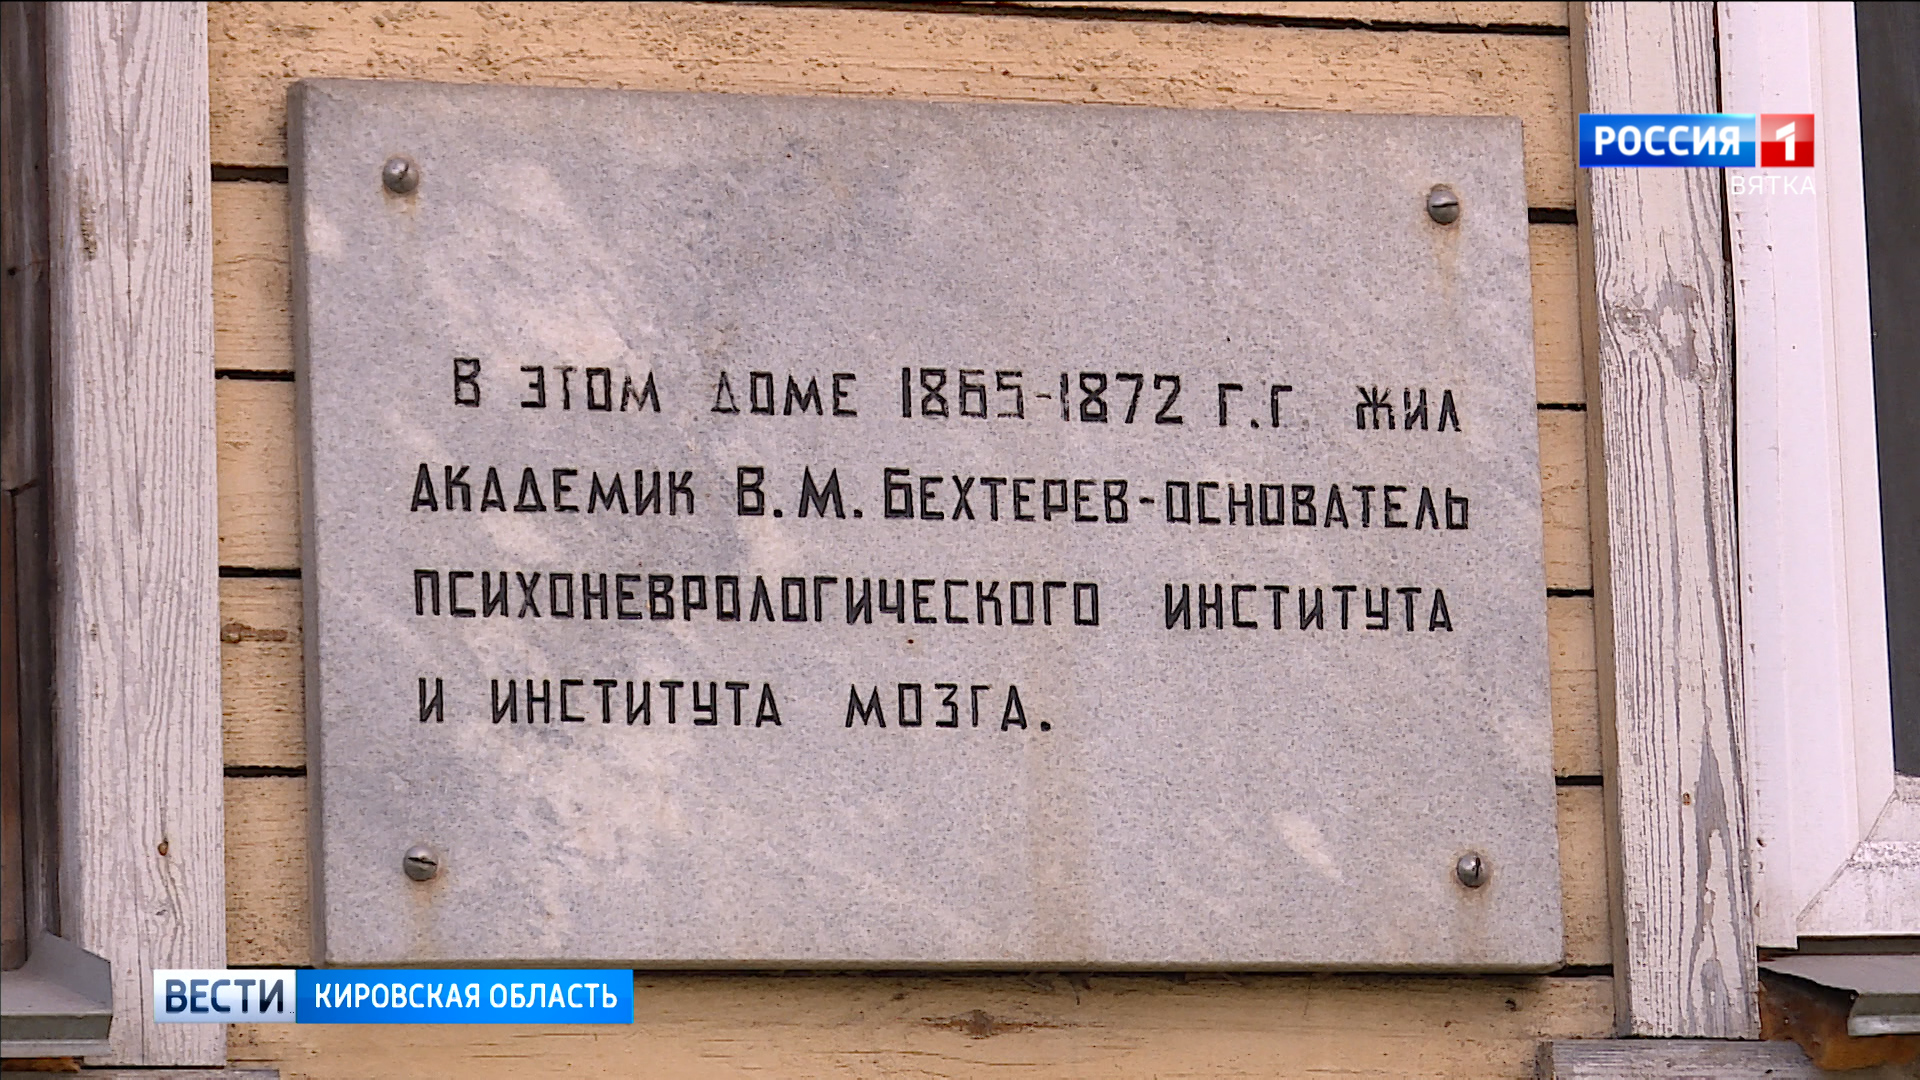 РОССИЯ 1
ВЯТКА
В ЭТОМ ДОМЕ 1865-1872 Г.Г. ЖИЛ
АКАДЕМИК В.М. БЕХТЕРЕВ-ОСНОВАТЕЛЬ
ПСИХОНЕВРОЛОГИЧЕСКОГО ИНСТИТУТА
И ИНСТИТУТА МОЗГА.
ВЕСТИ КИРОВСКАЯ ОБЛАСТЬ